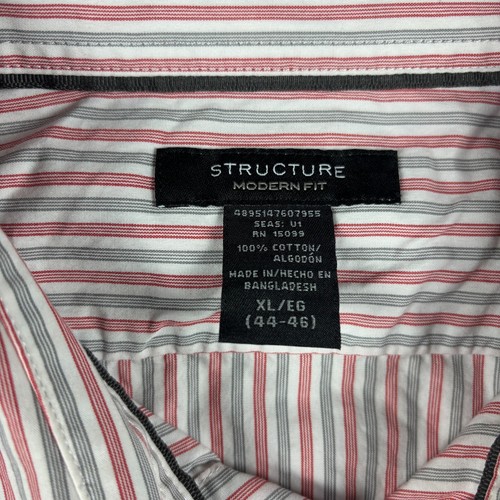 STRUCTURE
MODERN FIT
4895147607955
SEAS: U1
RN 15099
100% COTTON/
ALGODÓN
MADE IN/HECHO EN
BANGLADESH
XL/EG
(44-46)